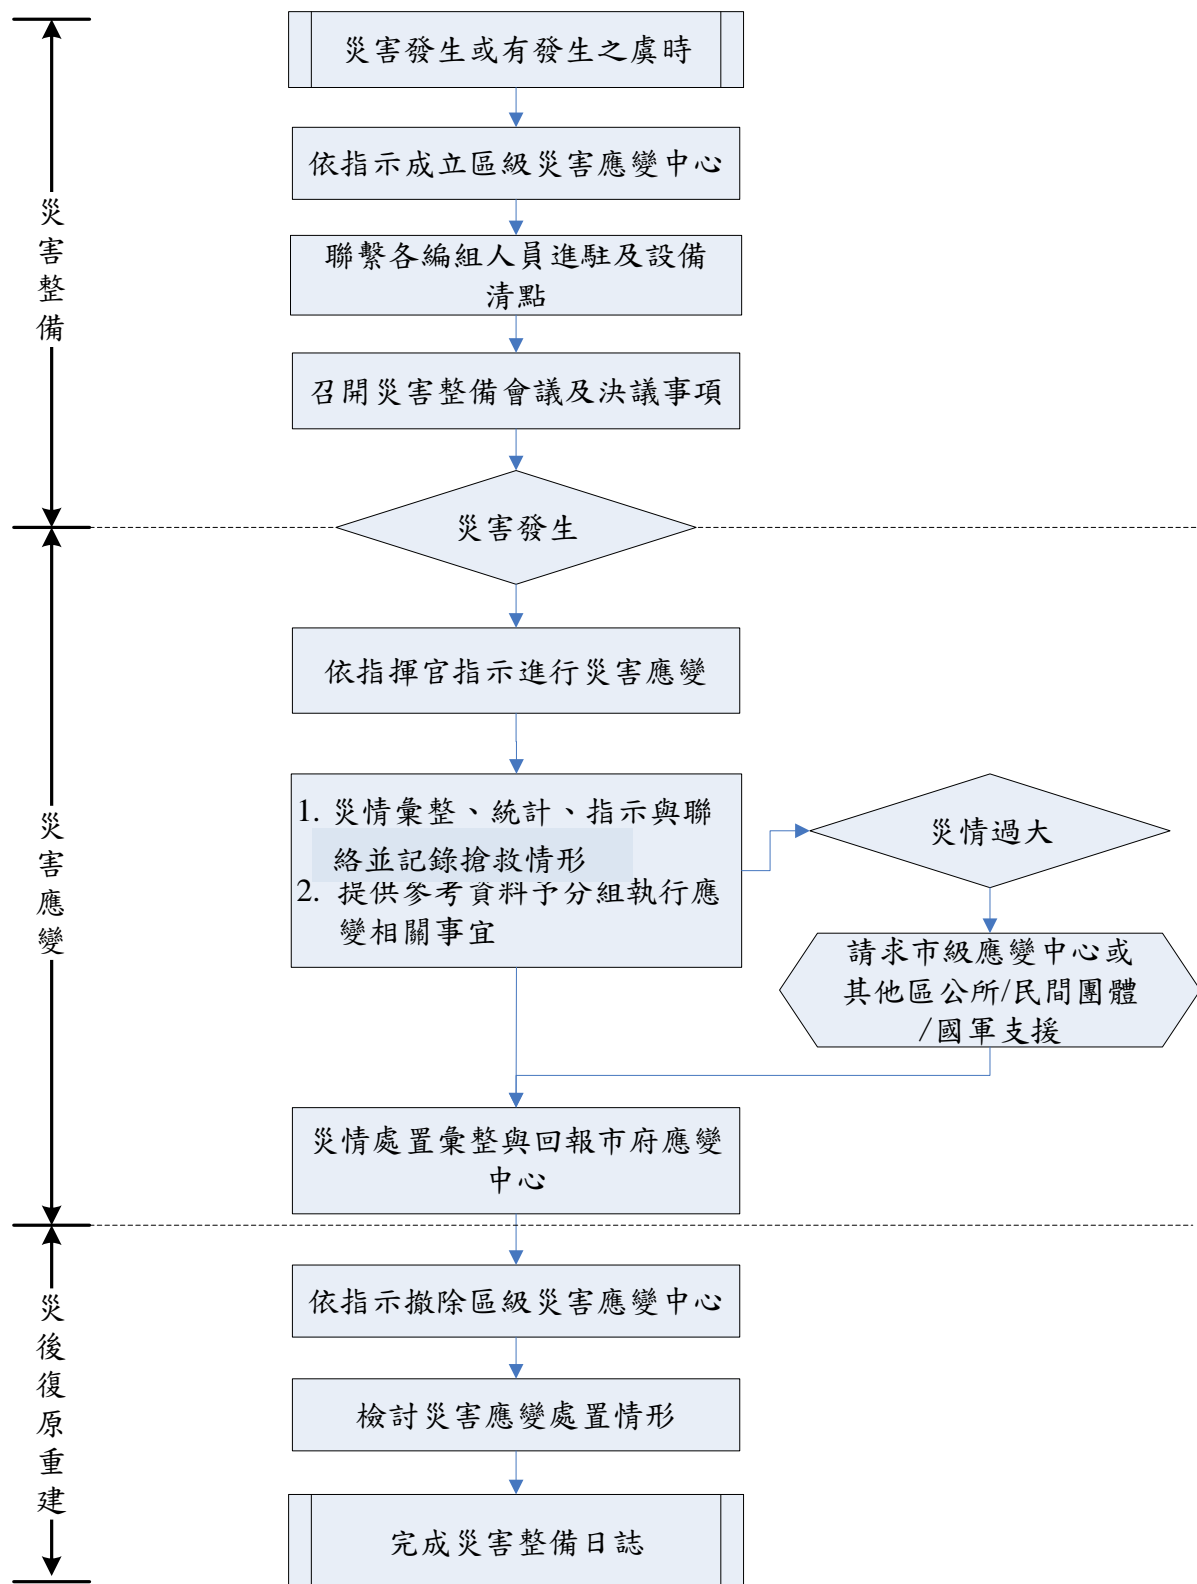 災害發生或有發生之虞時
依指示成立區級災害應變中心
聯繫各編組人員進駐及設備
清點
召開災害整備會議及決議事項
災害整備
災害發生
依指揮官指示進行災害應變
1. 災情彙整、統計、指示與聯
絡並記錄搶救情形
2. 提供參考資料予分組執行應
變相關事宜
災情過大
請求市級應變中心或
其他區公所/民間團體
/國軍支援
災情處置彙整與回報市府應變
中心
災害應變
依指示撤除區級災害應變中心
檢討災害應變處置情形
完成災害整備日誌
災後復原重建